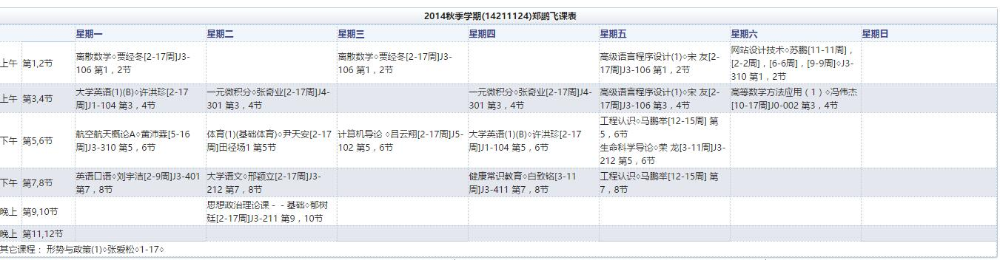 2014秋季学期(14211124)郑鹏飞课表
星期一 星期二 星期三 星期四 星期五 星期六 星期日
上午 第1,2节
离散数学◇贾经冬[2-17周]J3-
106 第1，2节
离散数学◇贾经冬[2-17周]J3-
106 第1，2节
高级语言程序设计(1)◇宋 友[2-
17周]J3-106 第1，2节
网站设计技术◇苏鹏[11-11周]，
[2-2周]，[6-6周]，[9-9周]◇J3-
310 第1，2节
上午 第3,4节
大学英语(1)(B)◇许洪珍[2-17
周]J1-104 第3，4节
一元微积分◇张奇业[2-17周]J4-
301 第3，4节
一元微积分◇张奇业[2-17周]J4-
301 第3，4节
高级语言程序设计(1)◇宋 友[2-
17周]J3-106 第3，4节
高等数学方法应用（1）◇冯伟杰
[10-17周]J0-002 第3，4节
下午 第5,6节
航空航天概论A◇黄沛霖[5-16
周]J3-310 第5，6节
体育(1)(基础体育)◇尹天安[2-17
周]田径场1 第5节
计算机导论 ◇吕云翔[2-17周]J5-
102 第5，6节
大学英语(1)(B)◇许洪珍[2-17
周]J1-104 第5，6节
工程认识◇马鹏举[12-15周] 第
5，6节
生命科学导论◇荣 龙[3-11周]J3-
212 第5，6节
下午 第7,8节
英语口语◇刘宇洁[2-9周]J3-401
第7，8节
大学语文◇邢颖立[2-17周]J3-
212 第7，8节
健康常识教育◇白致铭[3-11
周]J3-411 第7，8节
工程认识◇马鹏举[12-15周] 第
7，8节
晚上 第9,10节
思想政治理论课－－基础◇郁树
廷[2-17周]J3-211 第9，10节
晚上 第11,12节
其它课程： 形势与政策(1)◇张爱松◇1-17◇